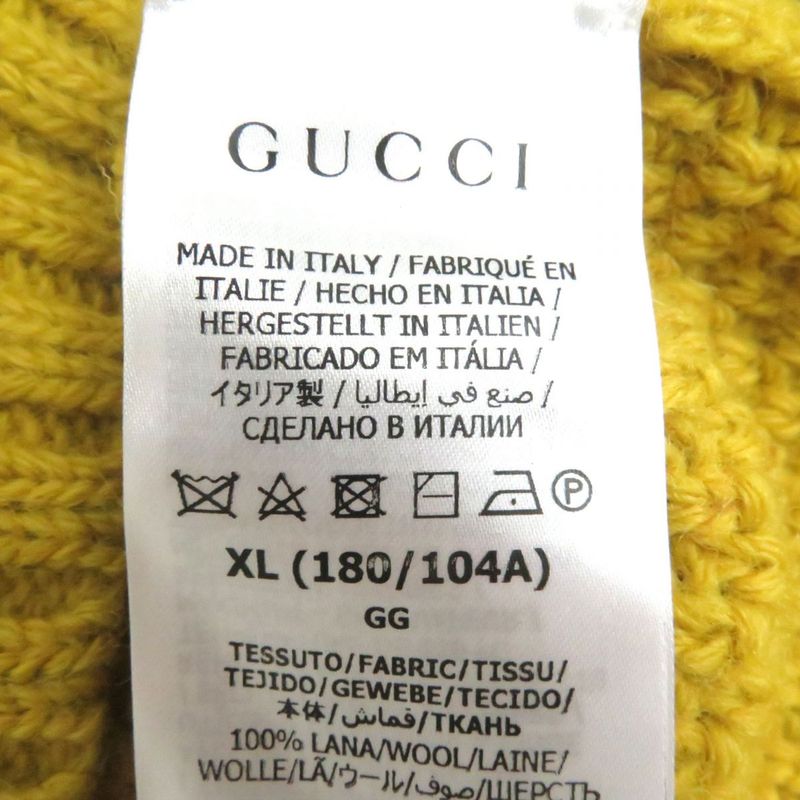 GUCCI
MADE IN ITALY / FABRIQUÉ EN
ITALIE / HECHO EN ITALIA /
HERGESTELLT IN ITALIEN /
FABRICADO EM ITÁLIA /
イタリア製 / صنع في إيطاليا /
СДЕЛАНО В ИТАЛИИ
P
XL (180/104A)
GG
TESSUTO/FABRIC/TISSU/
TEJIDO/GEWEBE/TECIDO/
本体/قماش/ТКАНЬ
100% LANA/WOOL/LAINE/
WOLLE/LÃ/ウール/صوف/ШЕРСТЬ